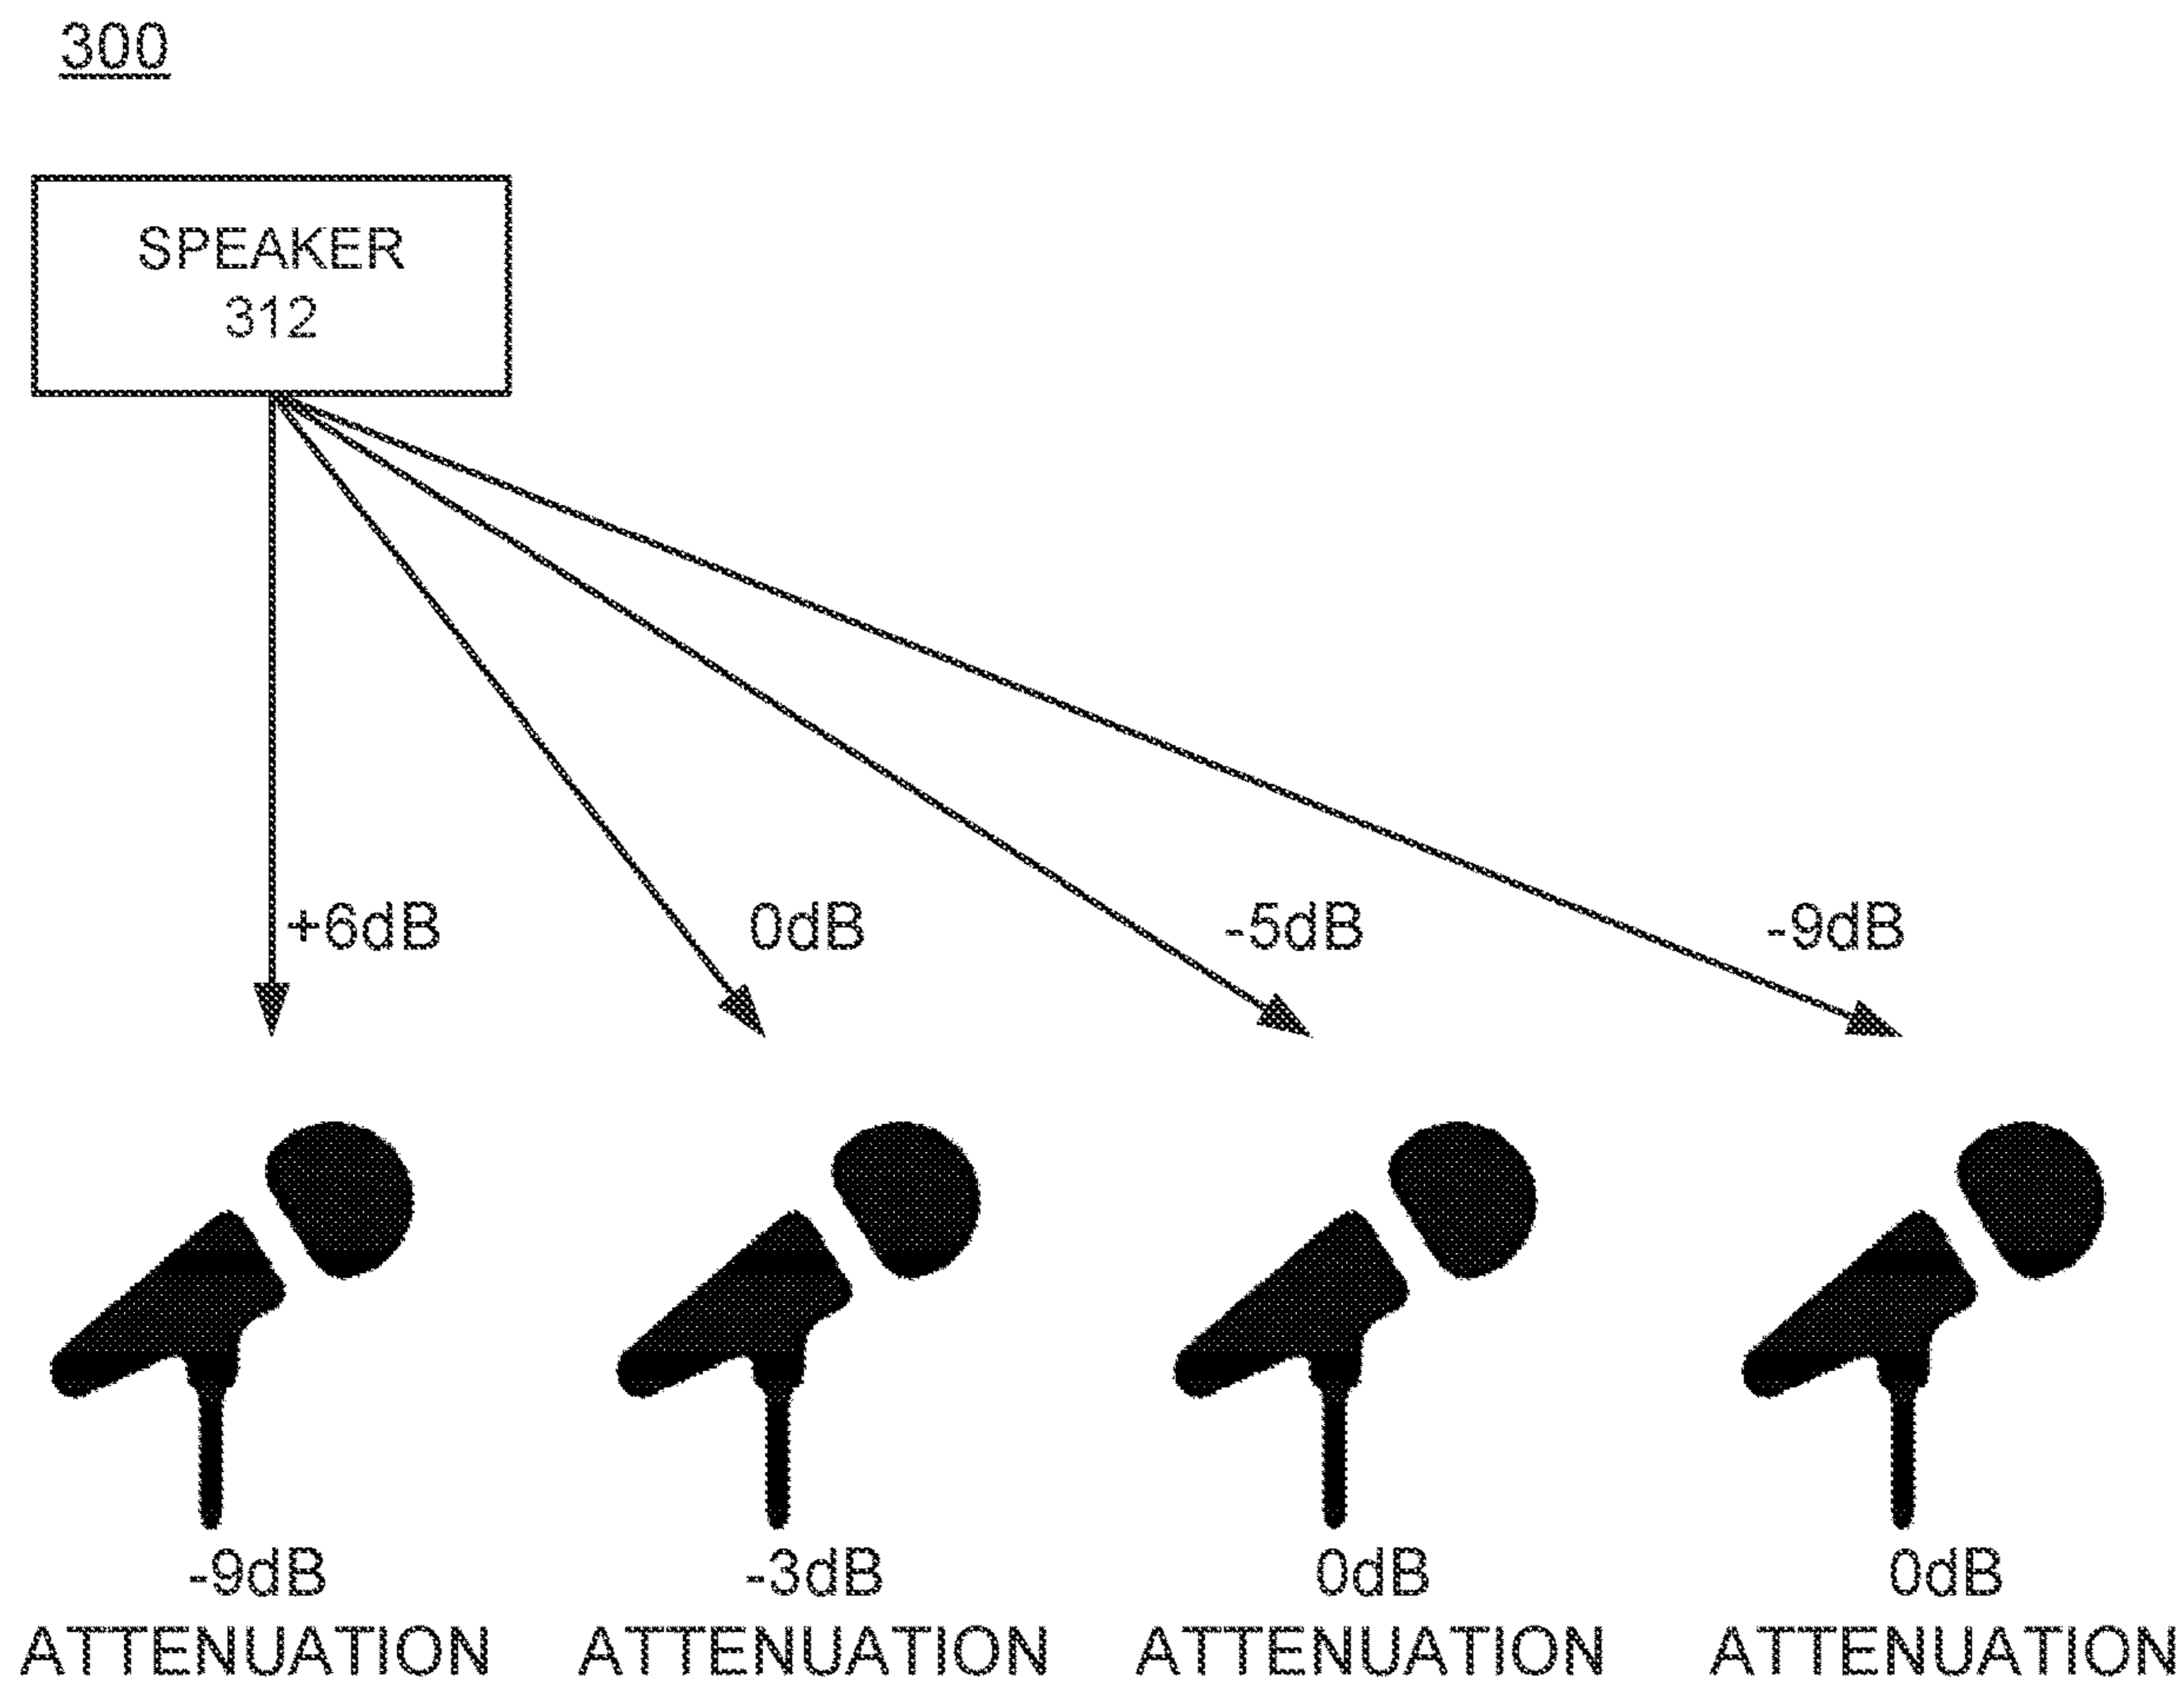 300
SPEAKER
312
+6dB 0dB -5dB -9dB
-9dB -3dB 0dB 0dB
ATTENUATION ATTENUATION ATTENUATION ATTENUATION